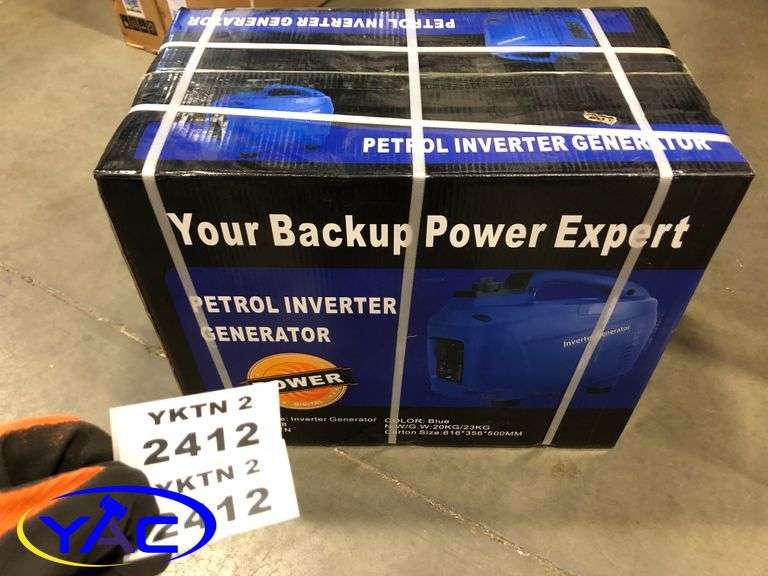 PETROL INVERTER GENERATOR
PETROL INVERTER GENERATOR
Your Backup Power Expert
PETROL INVERTER
GENERATOR
Inverter Generator
POWER
DIGITAL
: Inverter Generator COLOR: Blue
N.W/G.W:20KG/23KG
Carton Size:616*356*500MM
YKTN 2
2412
YKTN 2
2412
YAC